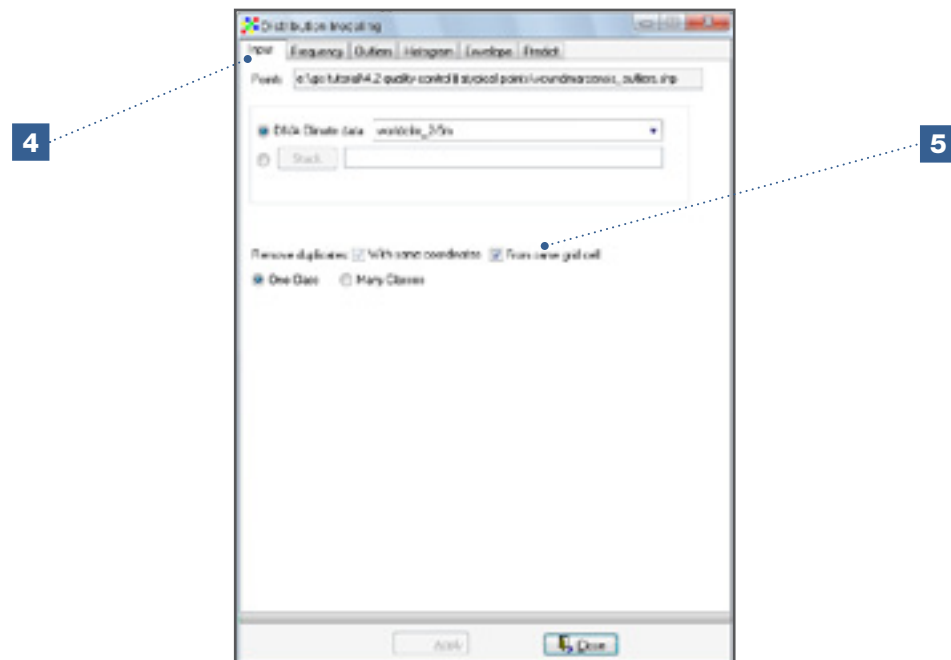 Distribution Modeling
Input Frequency Outliers Histogram Envelope Predict
4
Points
DIVA Climate data worldclim_2-5m
5
Stack
Remove duplicates With same coordinates From same grid cell
One Class Many Classes
Apply Close